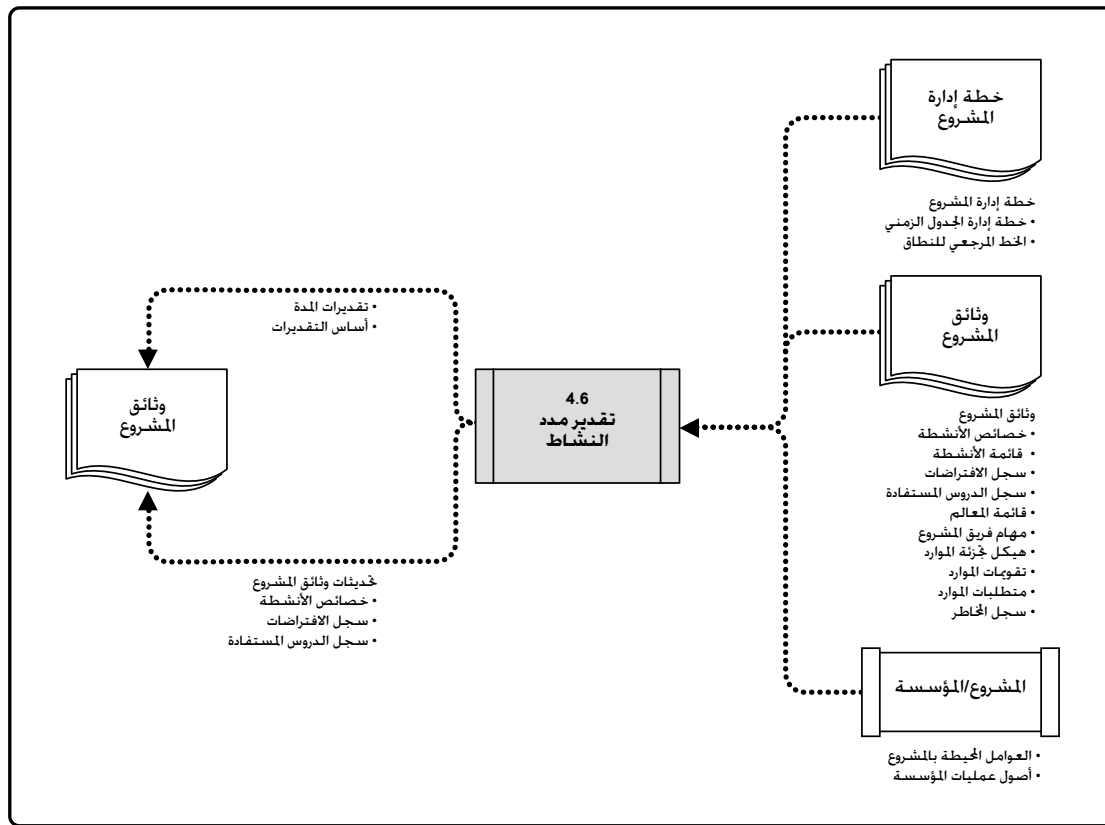 خطة إدارة
المشروع
خطة إدارة المشروع
• خطة إدارة الجدول الزمني
• الخط المرجعي للنطاق
وثائق
المشروع
وثائق المشروع
• خصائص الأنشطة
• قائمة الأنشطة
• سجل الافتراضات
• سجل الدروس المستفادة
• قائمة المعالم
• مهام فريق المشروع
• هيكل تجزئة الموارد
• تقويمات الموارد
• متطلبات الموارد
• سجل المخاطر
المشروع/المؤسسة
• العوامل المحيطة بالمشروع
• أصول عمليات المؤسسة
4.6
تقدير مدد
النشاط
• تقديرات المدة
• أساس التقديرات
وثائق
المشروع
تحديثات وثائق المشروع
• خصائص الأنشطة
• سجل الافتراضات
• سجل الدروس المستفادة